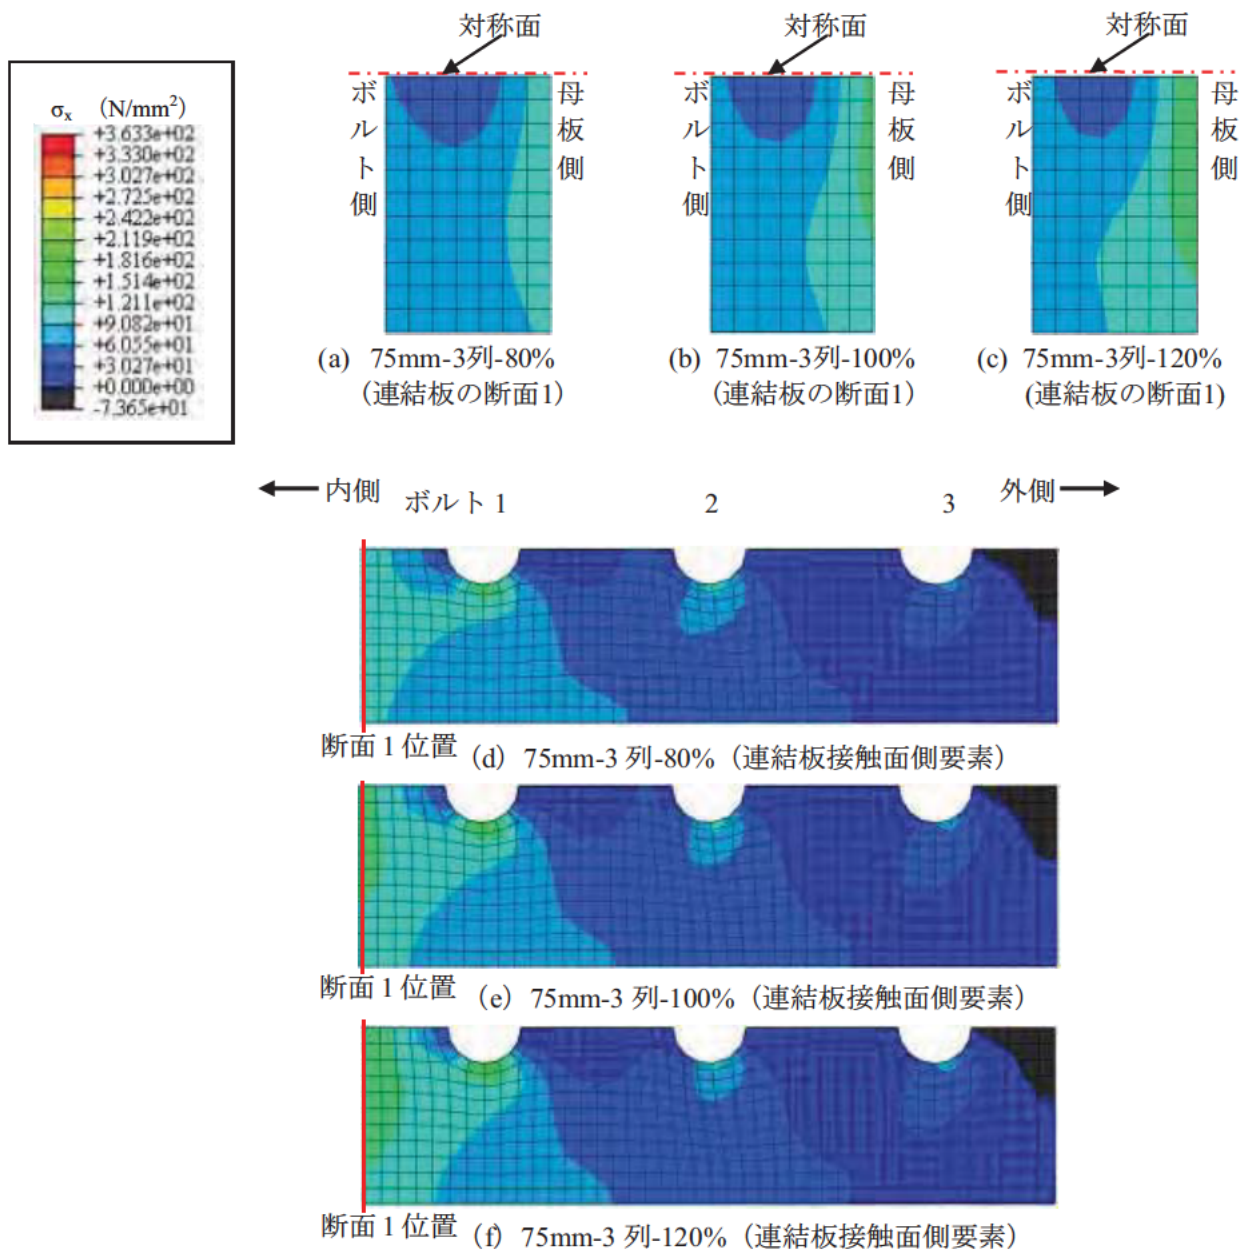 対称面
対称面
対称面
σx （N/mm²）
+3.633e+02
+3.330e+02
+3.027e+02
+2.725e+02
+2.422e+02
+2.119e+02
+1.816e+02
+1.514e+02
+1.211e+02
+9.082e+01
+6.055e+01
+3.027e+01
+0.000e+00
-7.365e+01
ボルト側
母板側
ボルト側
母板側
ボルト側
母板側
(a) 75mm-3列-80%
（連結板の断面1）
(b) 75mm-3列-100%
（連結板の断面1）
(c) 75mm-3列-120%
(連結板の断面1)
内側 ボルト 1 2 3 外側
断面 1 位置
(d) 75mm-3 列-80%（連結板接触面側要素）
断面 1 位置
(e) 75mm-3 列-100%（連結板接触面側要素）
断面 1 位置
(f) 75mm-3 列-120%（連結板接触面側要素）